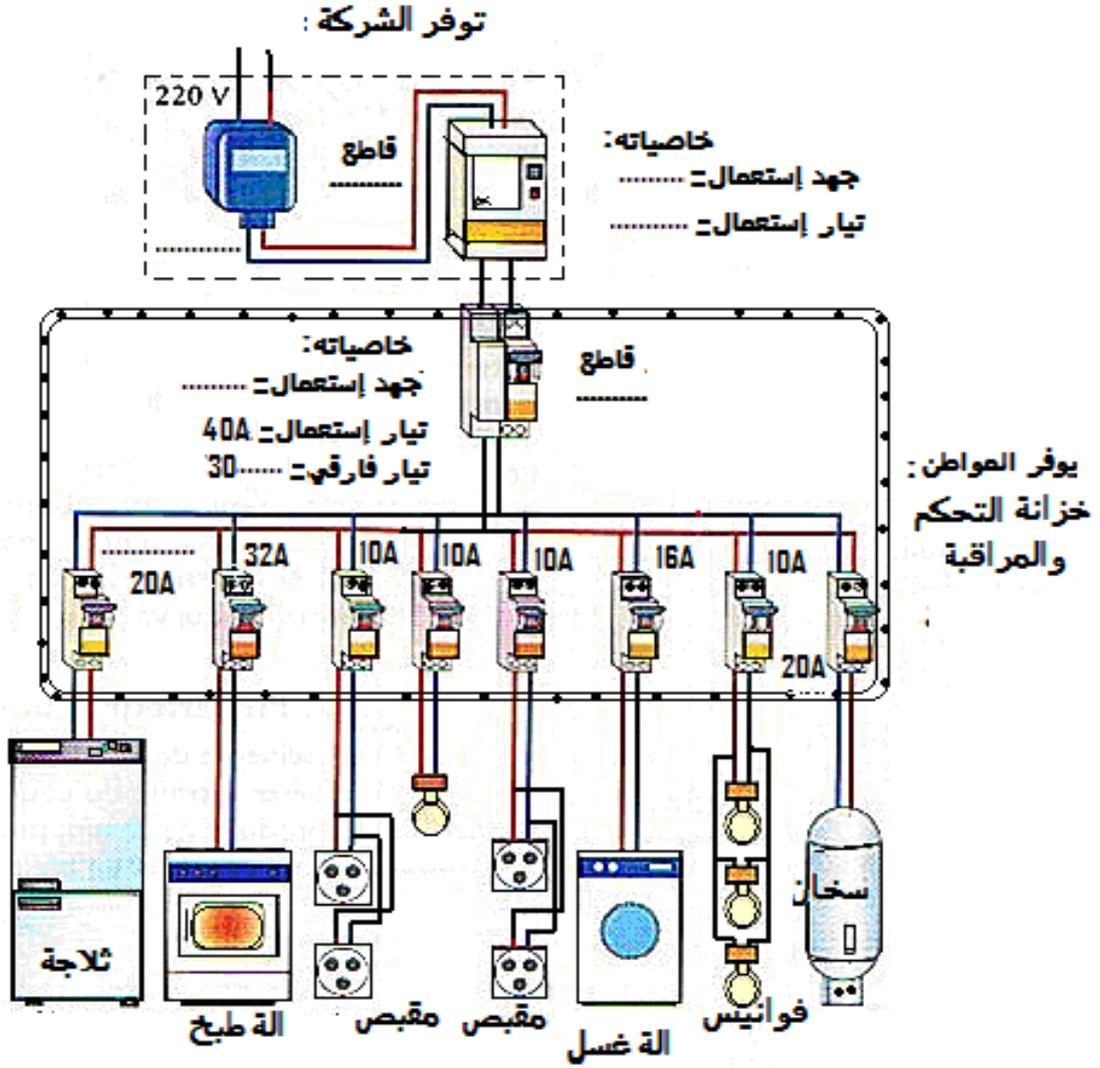 توفر الشركة :
220 V
قاطع
............
............
خاصياته:
جهد إستعمال= ............
تيار إستعمال= ............
خاصياته:
جهد إستعمال= ............
تيار إستعمال= 40A
تيار فارقي= ........30
قاطع
............
يوفر المواطن :
خزانة التحكم
والمراقبة
............
20A
32A
10A
10A
10A
16A
10A
20A
ثلاجة
الة طبخ
مقبص
مقبص
الة غسل
فوانيس
سخان